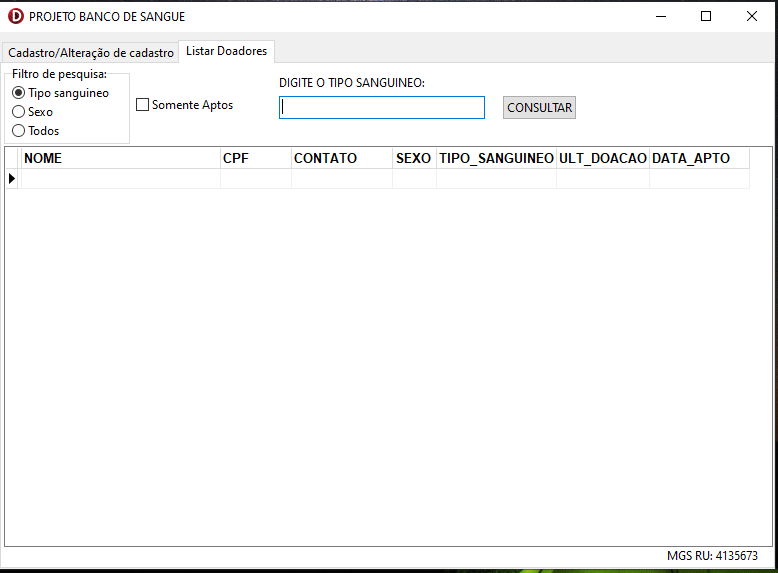 PROJETO BANCO DE SANGUE
Cadastro/Alteração de cadastro Listar Doadores
Filtro de pesquisa:
Tipo sanguineo
Sexo
Todos
Somente Aptos
DIGITE O TIPO SANGUINEO:
CONSULTAR
NOME CPF CONTATO SEXO TIPO_SANGUINEO ULT_DOACAO DATA_APTO
MGS RU: 4135673